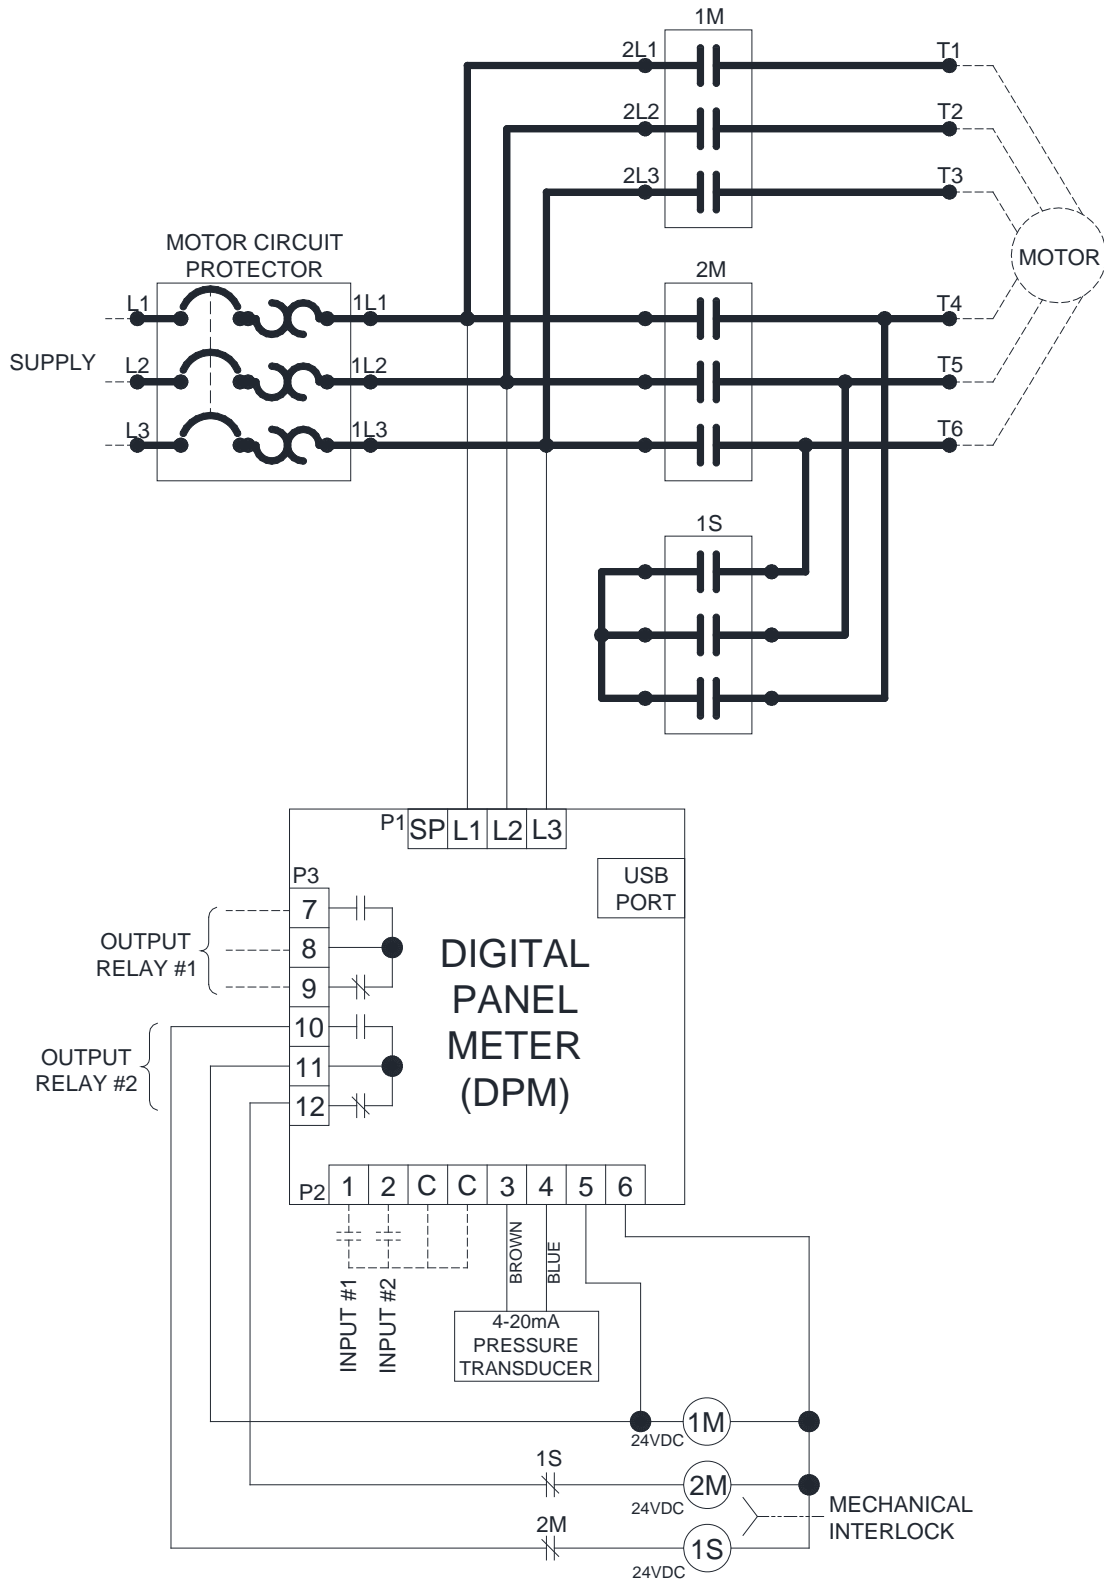 1M
2L1
T1
2L2
T2
2L3
T3
MOTOR
MOTOR CIRCUIT
PROTECTOR
2M
L1
1L1
T4
SUPPLY
L2
1L2
T5
L3
1L3
T6
1S
P1
SP
L1
L2
L3
USB
PORT
P3
7
8
9
10
11
12
OUTPUT
RELAY #1
OUTPUT
RELAY #2
DIGITAL
PANEL
METER
(DPM)
P2
1
2
C
C
3
4
5
6
BROWN
BLUE
INPUT #1
INPUT #2
4-20mA
PRESSURE
TRANSDUCER
1M
24VDC
1S
2M
24VDC
MECHANICAL
INTERLOCK
2M
1S
24VDC